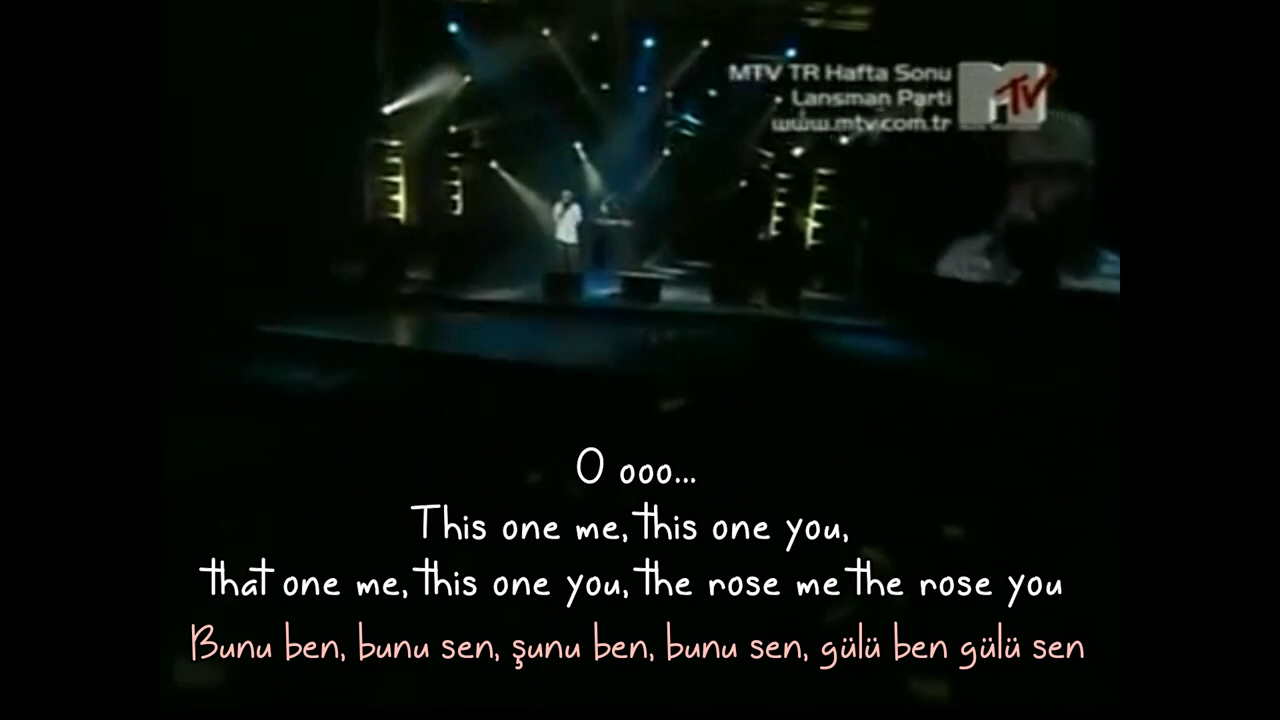 MTV TR Hafta Sonu
Lansman Parti
www.mtv.com.tr
MTV
O ooo...
This one me, this one you,
that one me, this one you, the rose me the rose you
Bunu ben, bunu sen, şunu ben, bunu sen, gülü ben gülü sen